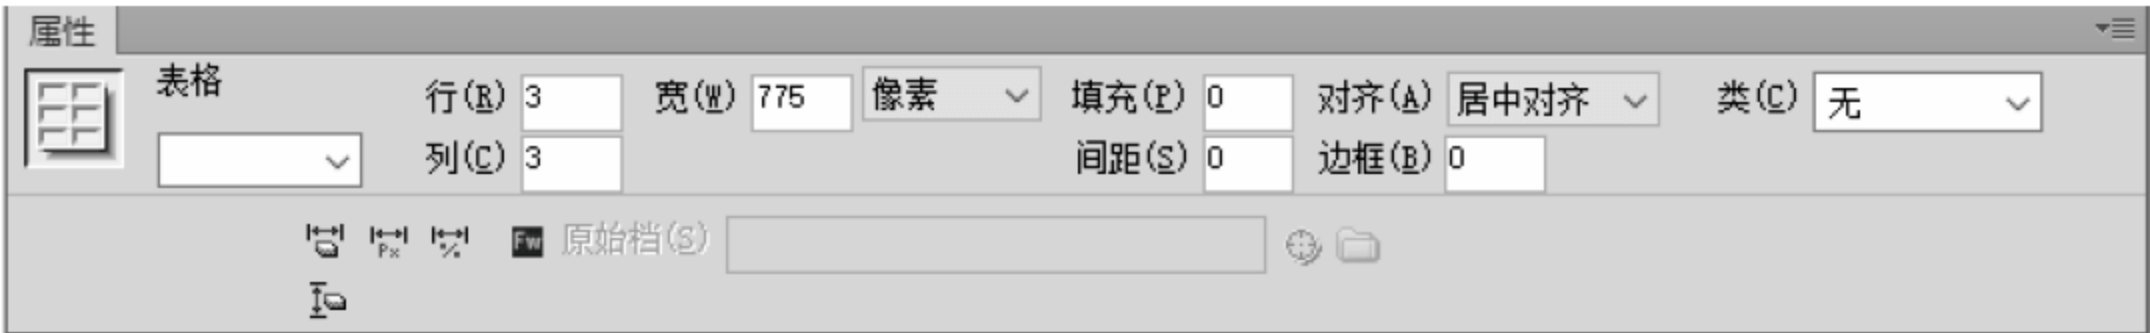 属性
表格 行(R) 3 宽(W) 775 像素 填充(P) 0 对齐(A) 居中对齐 类(C) 无
列(C) 3 间距(S) 0 边框(B) 0
Px % Fw 原始档(S)